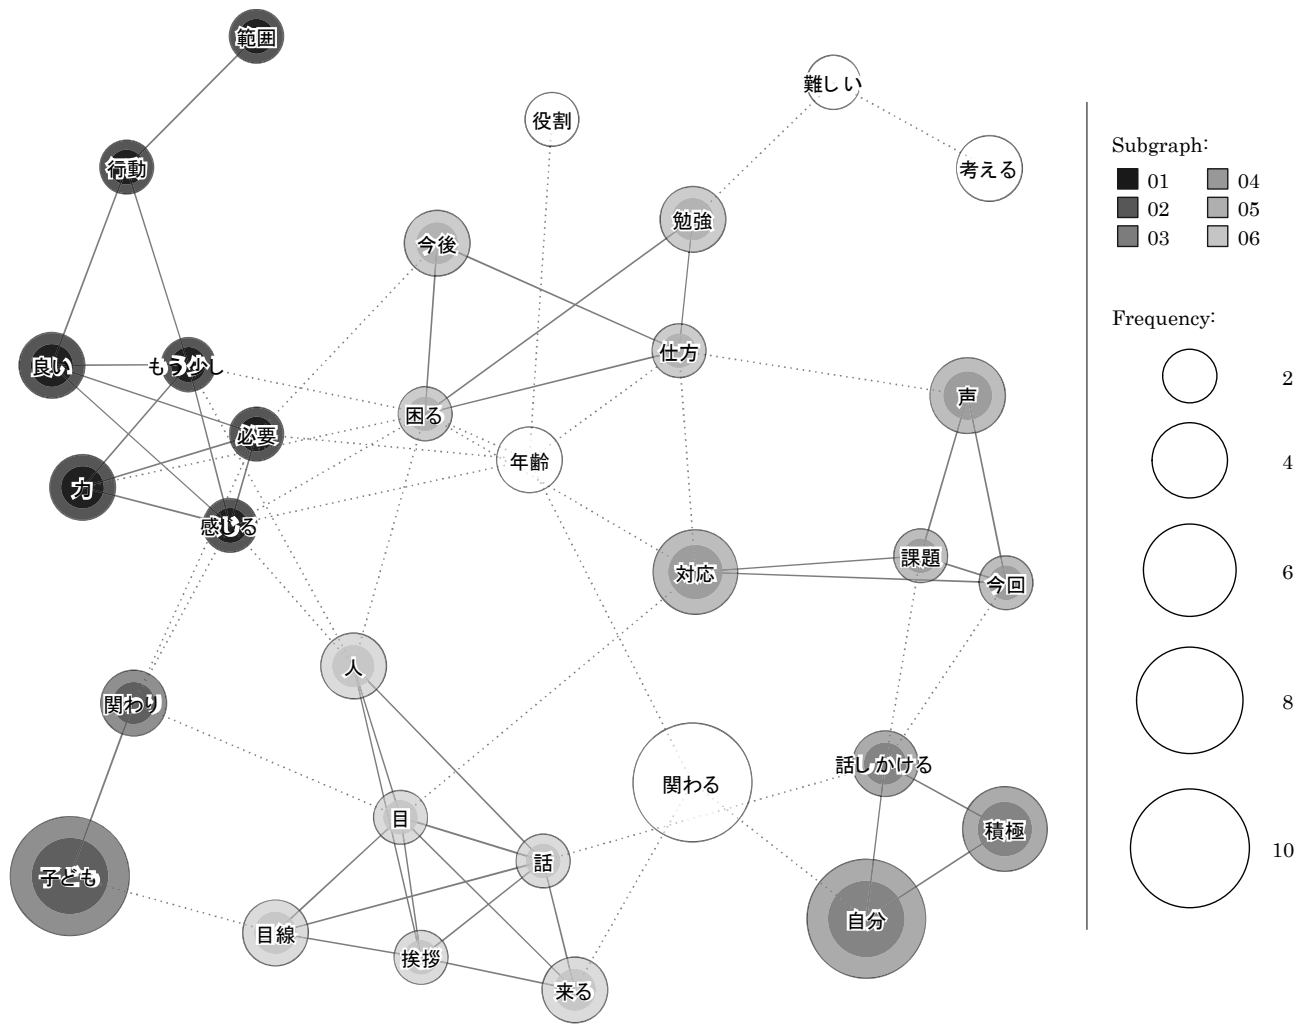 範囲
難しい
役割
考える
行動
勉強
今後
仕方
良い
もう少し
声
困る
必要
年齢
力
感じる
課題
対応
今回
人
関わり
話しかける
関わる
目
積極
話
子ども
自分
目線
挨拶
来る
Subgraph:
01 04
02 05
03 06
Frequency:
2
4
6
8
10